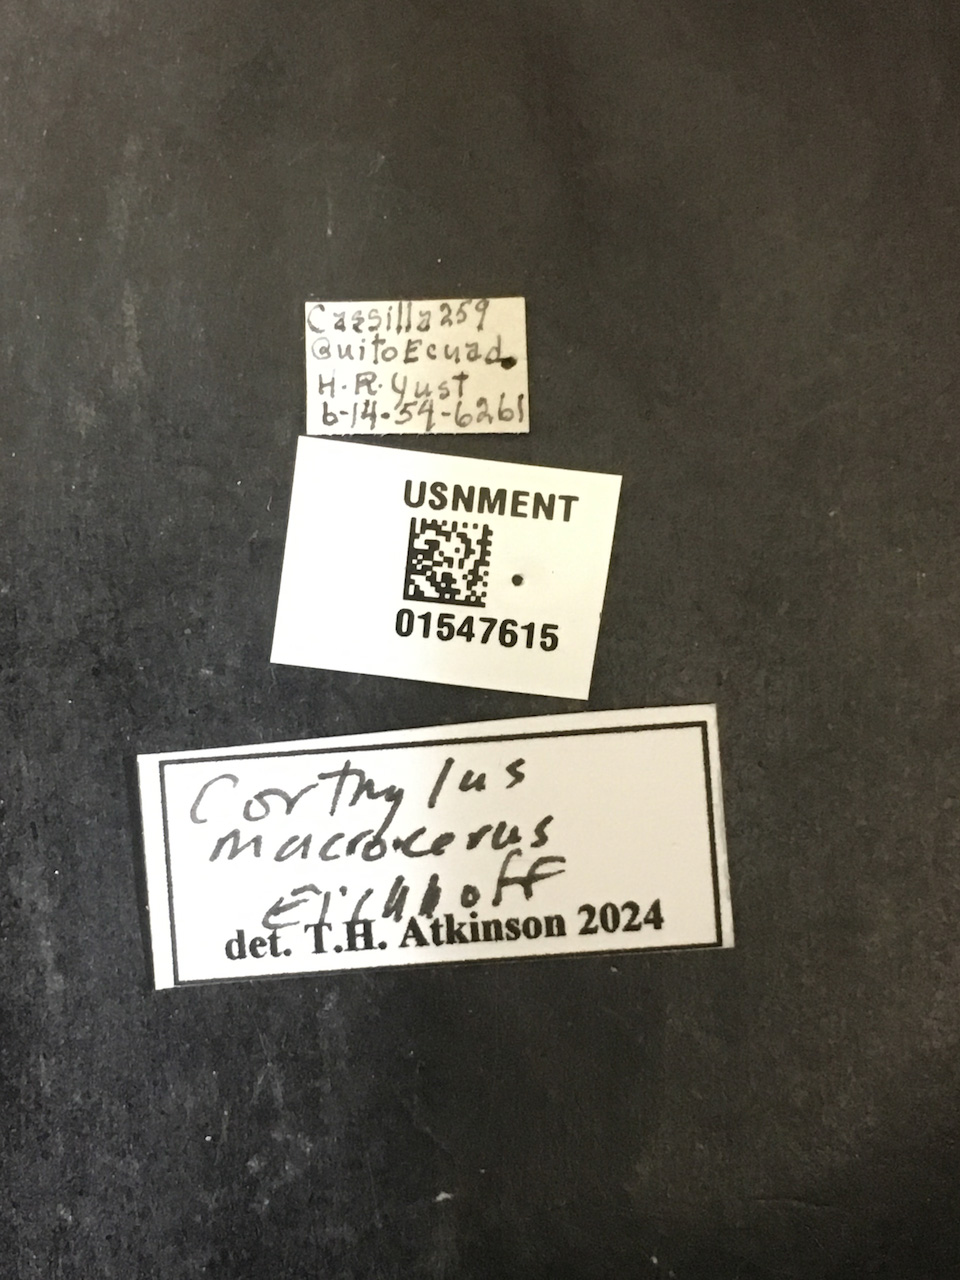 Cassilla 259
Quito Ecuad.
H. R. Yust
6-14-54-6261
USNMENT
01547615
Corthylus
macrocerus
Eichhoff
det. T.H. Atkinson 2024